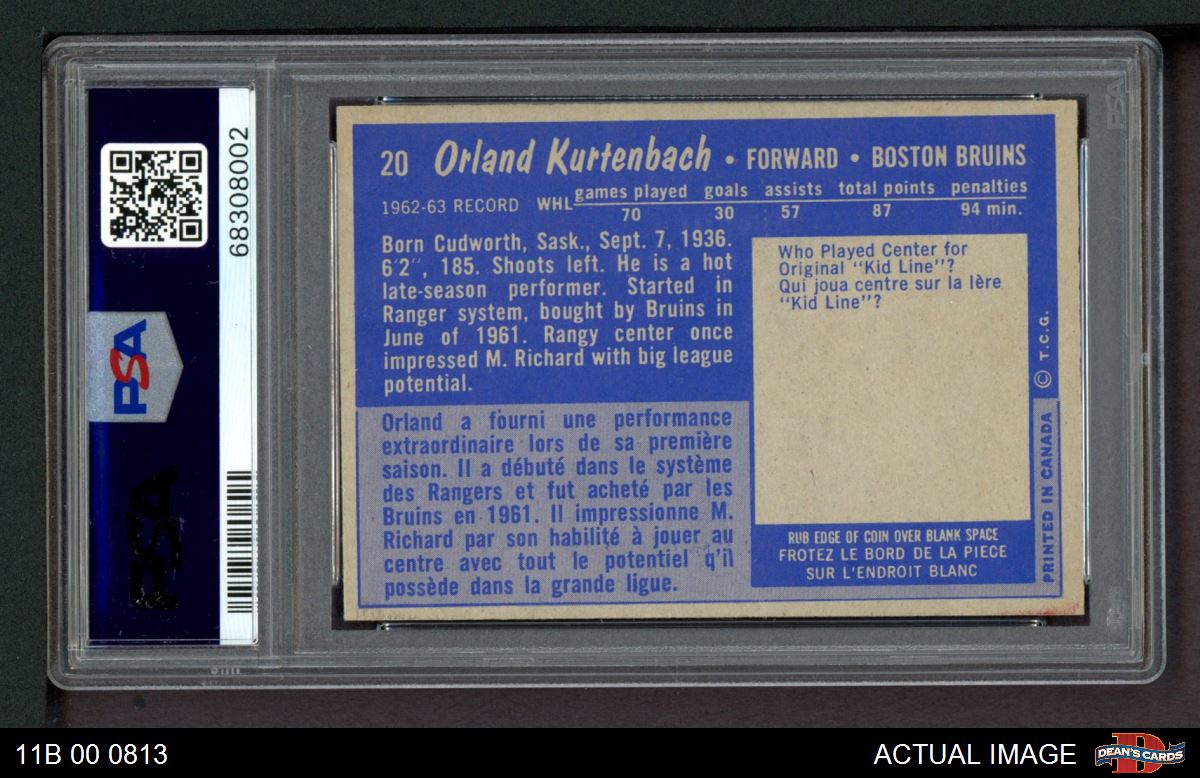 68308002
PSA
PSA
PSA
20 Orland Kurtenbach • FORWARD • BOSTON BRUINS
games played goals assists total points penalties
1962-63 RECORD WHL 70 30 57 87 94 min.
Born Cudworth, Sask., Sept. 7, 1936.
6'2", 185. Shoots left. He is a hot
late-season performer. Started in
Ranger system, bought by Bruins in
June of 1961. Rangy center once
impressed M. Richard with big league
potential.
Orland a fourni une performance
extraordinaire lors de sa première
saison. Il a débuté dans le système
des Rangers et fut acheté par les
Bruins en 1961. Il impressionne M.
Richard par son habilité à jouer au
centre avec tout le potentiel q'il
possède dans la grande ligue.
Who Played Center for
Original "Kid Line"?
Qui joua centre sur la lère
"Kid Line"?
RUB EDGE OF COIN OVER BLANK SPACE
FROTEZ LE BORD DE LA PIECE
SUR L'ENDROIT BLANC
PRINTED IN CANADA © T.C.G.
11B 00 0813
ACTUAL IMAGE
DEAN'S CARDS